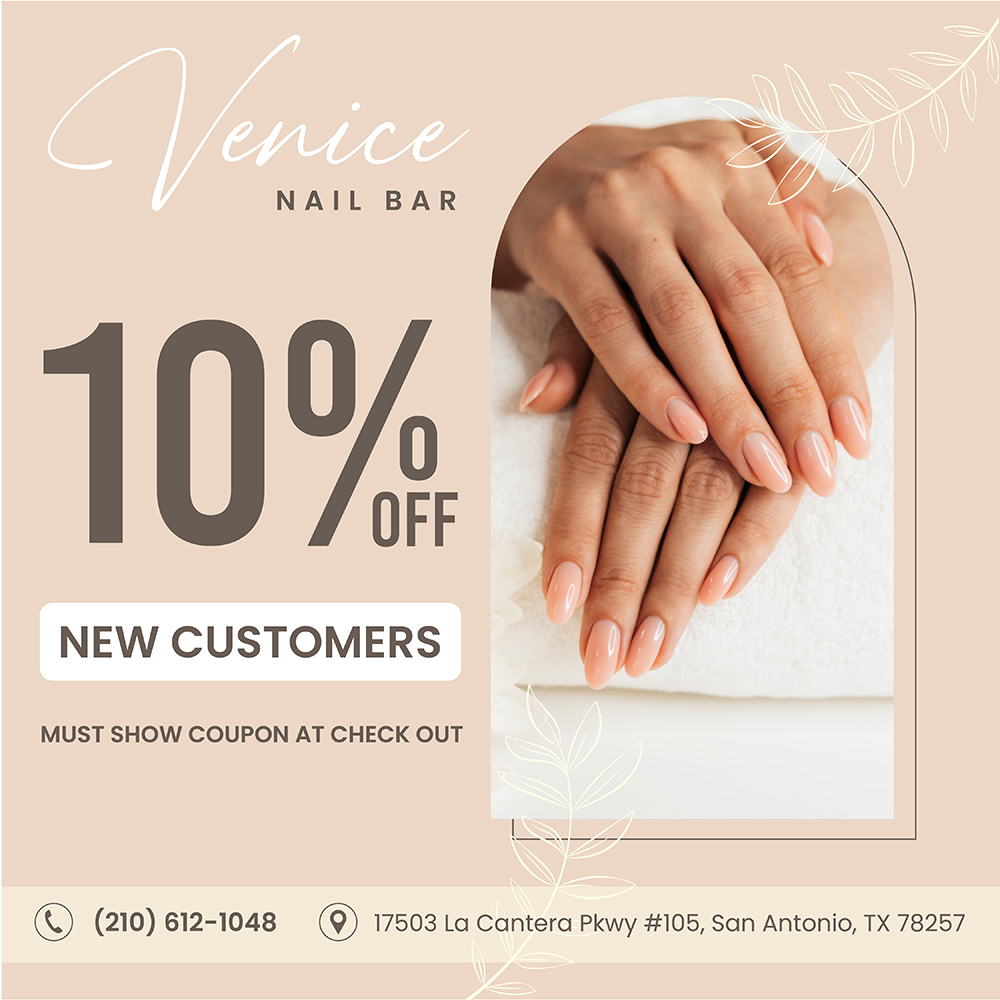 Venice
NAIL BAR
10%
OFF
NEW CUSTOMERS
MUST SHOW COUPON AT CHECK OUT
(210) 612-1048
17503 La Cantera Pkwy #105, San Antonio, TX 78257